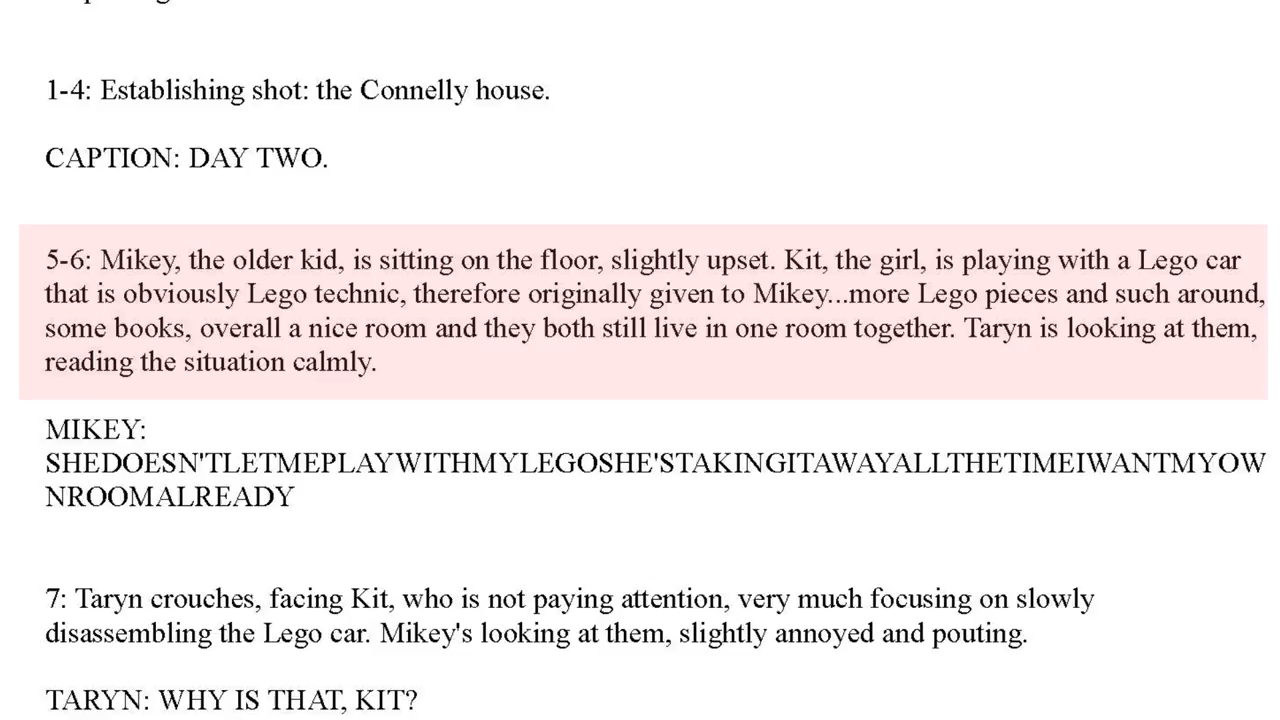 1-4: Establishing shot: the Connelly house.
CAPTION: DAY TWO.
5-6: Mikey, the older kid, is sitting on the floor, slightly upset. Kit, the girl, is playing with a Lego car
that is obviously Lego technic, therefore originally given to Mikey...more Lego pieces and such around,
some books, overall a nice room and they both still live in one room together. Taryn is looking at them,
reading the situation calmly.
MIKEY:
SHEDOESN'TLETMEPLAYWITHMYLEGOSHE'STAKINGITAWAYALLTHETIMEIWANTMYOW
NROOMALREADY
7: Taryn crouches, facing Kit, who is not paying attention, very much focusing on slowly
disassembling the Lego car. Mikey's looking at them, slightly annoyed and pouting.
TARYN: WHY IS THAT, KIT?